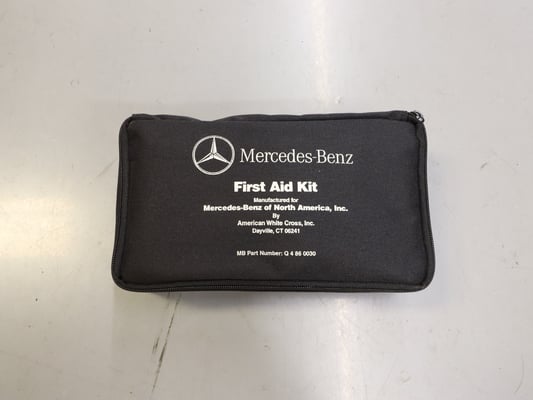 Mercedes-Benz
First Aid Kit
Manufactured for
Mercedes-Benz of North America, Inc.
By
American White Cross, Inc.
Dayville, CT 06241
MB Part Number: Q 4 86 0030